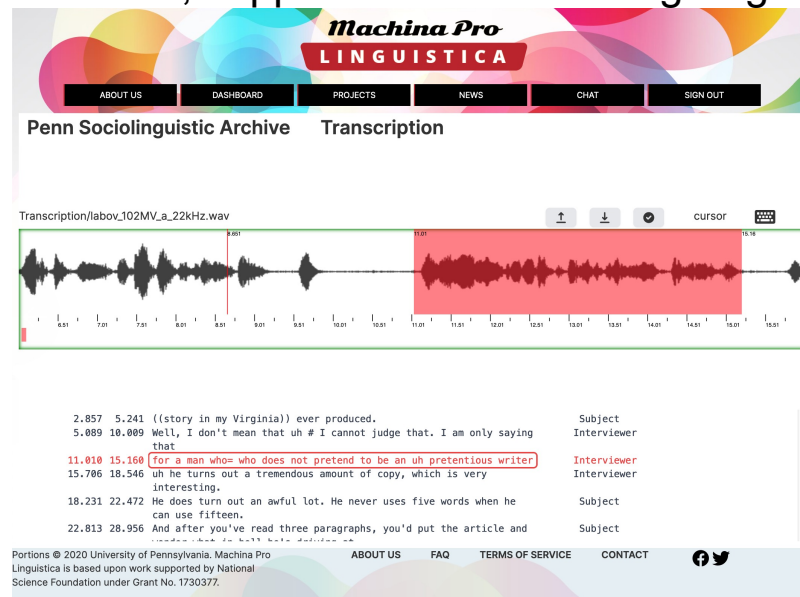 Machina Pro
LINGUISTICA
ABOUT US DASHBOARD PROJECTS NEWS CHAT SIGN OUT
Penn Sociolinguistic Archive Transcription
Transcription/labov_102MV_a_22kHz.wav cursor
8.651 11.01 15.16
6.51 7.01 7.51 8.01 8.51 9.01 9.51 10.01 10.51 11.01 11.51 12.01 12.51 13.01 13.51 14.01 14.51 15.01 15.51
2.857 5.241 ((story in my Virginia)) ever produced. Subject
5.089 10.009 Well, I don't mean that uh # I cannot judge that. I am only saying Interviewer
that
11.010 15.160 for a man who= who does not pretend to be an uh pretentious writer Interviewer
15.706 18.546 uh he turns out a tremendous amount of copy, which is very Interviewer
interesting.
18.231 22.472 He does turn out an awful lot. He never uses five words when he Subject
can use fifteen.
22.813 28.956 And after you've read three paragraphs, you'd put the article and Subject
Portions © 2020 University of Pennsylvania. Machina Pro ABOUT US FAQ TERMS OF SERVICE CONTACT
Linguistica is based upon work supported by National
Science Foundation under Grant No. 1730377.